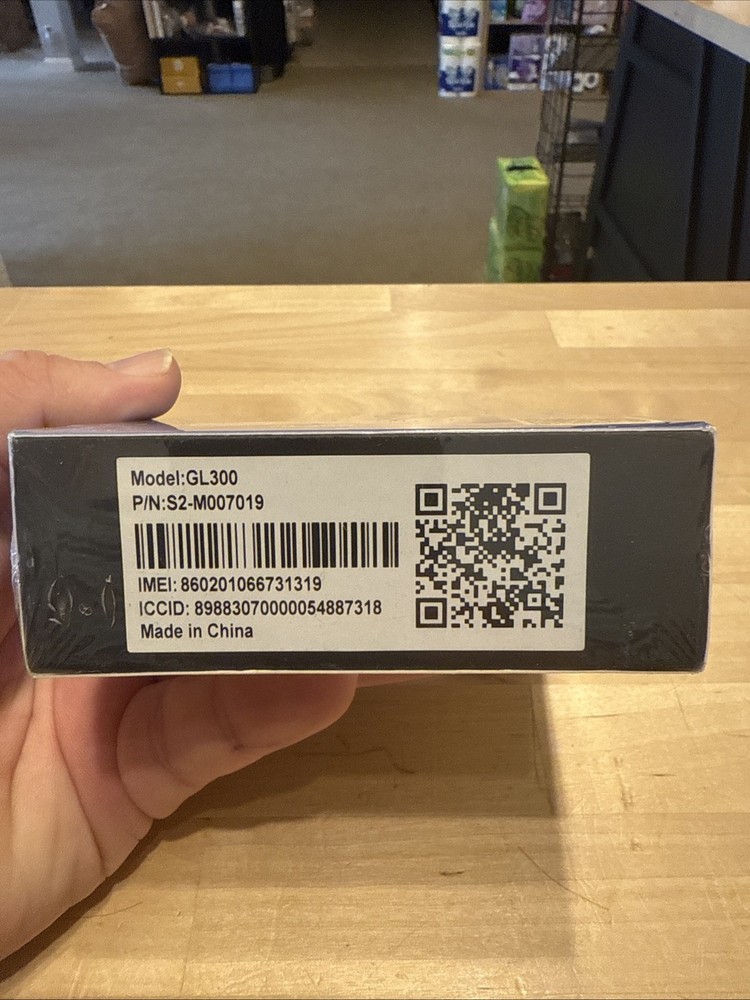 Model:GL300
P/N:S2-M007019
IMEI: 860201066731319
ICCID: 89883070000054887318
Made in China